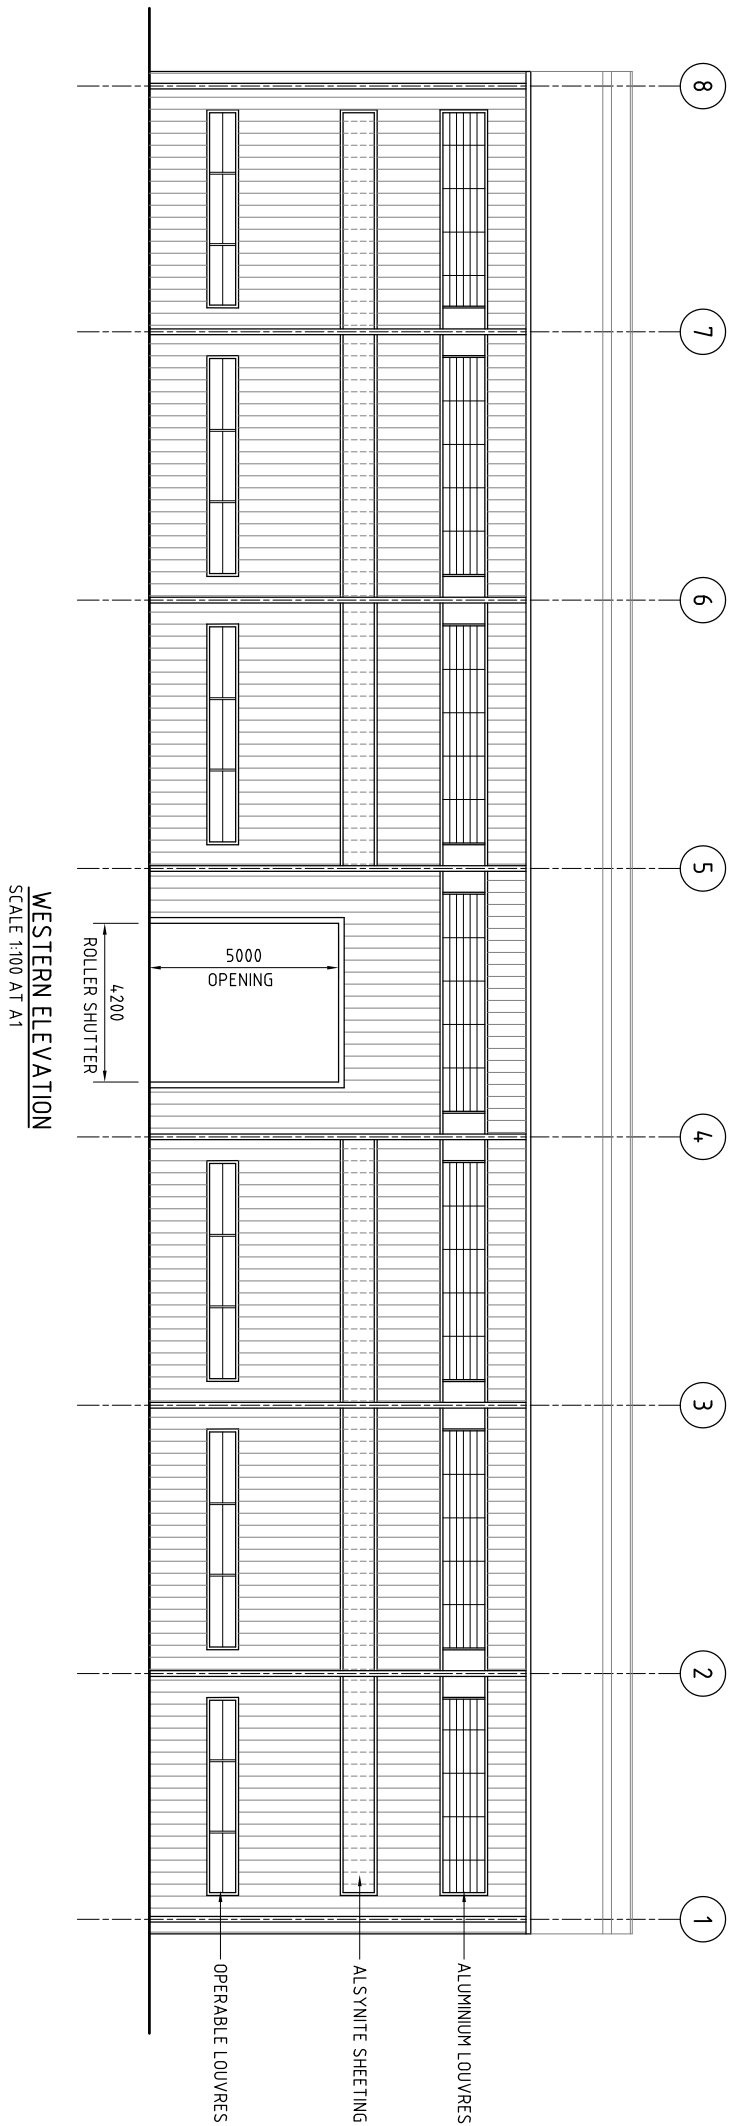 8
7
6
5
4
3
2
1
5000
OPENING
4200
ROLLER SHUTTER
ALUMINIUM LOUVRES
ALSYNITE SHEETING
OPERABLE LOUVRES
WESTERN ELEVATION
SCALE 1:100 AT A1